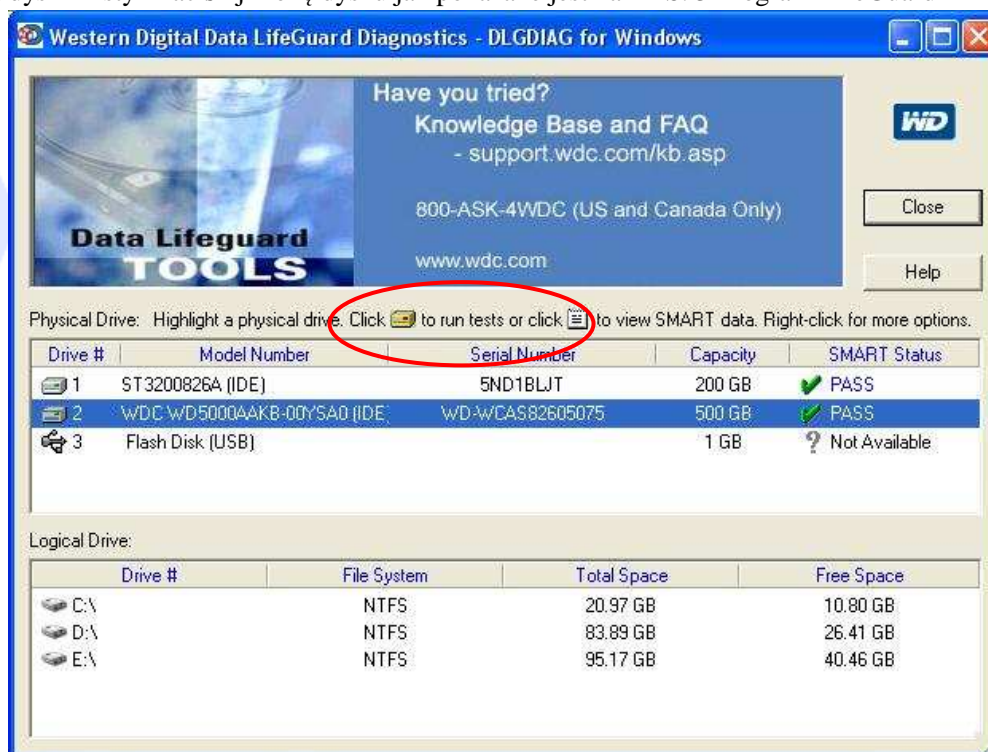 Western Digital Data LifeGuard Diagnostics - DLGDIAG for Windows
Have you tried?
Knowledge Base and FAQ
- support.wdc.com/kb.asp
800-ASK-4WDC (US and Canada Only)
www.wdc.com
Data Lifeguard
TOOLS
WD
Close
Help
Physical Drive: Highlight a physical drive. Click to run tests or click to view SMART data. Right-click for more options.
Drive # Model Number Serial Number Capacity SMART Status
1 ST3200826A (IDE) 5ND1BLJT 200 GB PASS
2 WDC WD5000AAKB-00YSA0 (IDE) WD-WCAS82605075 500 GB PASS
3 Flash Disk (USB) 1 GB ? Not Available
Logical Drive:
Drive # File System Total Space Free Space
C:\ NTFS 20.97 GB 10.80 GB
D:\ NTFS 83.89 GB 26.41 GB
E:\ NTFS 95.17 GB 40.46 GB